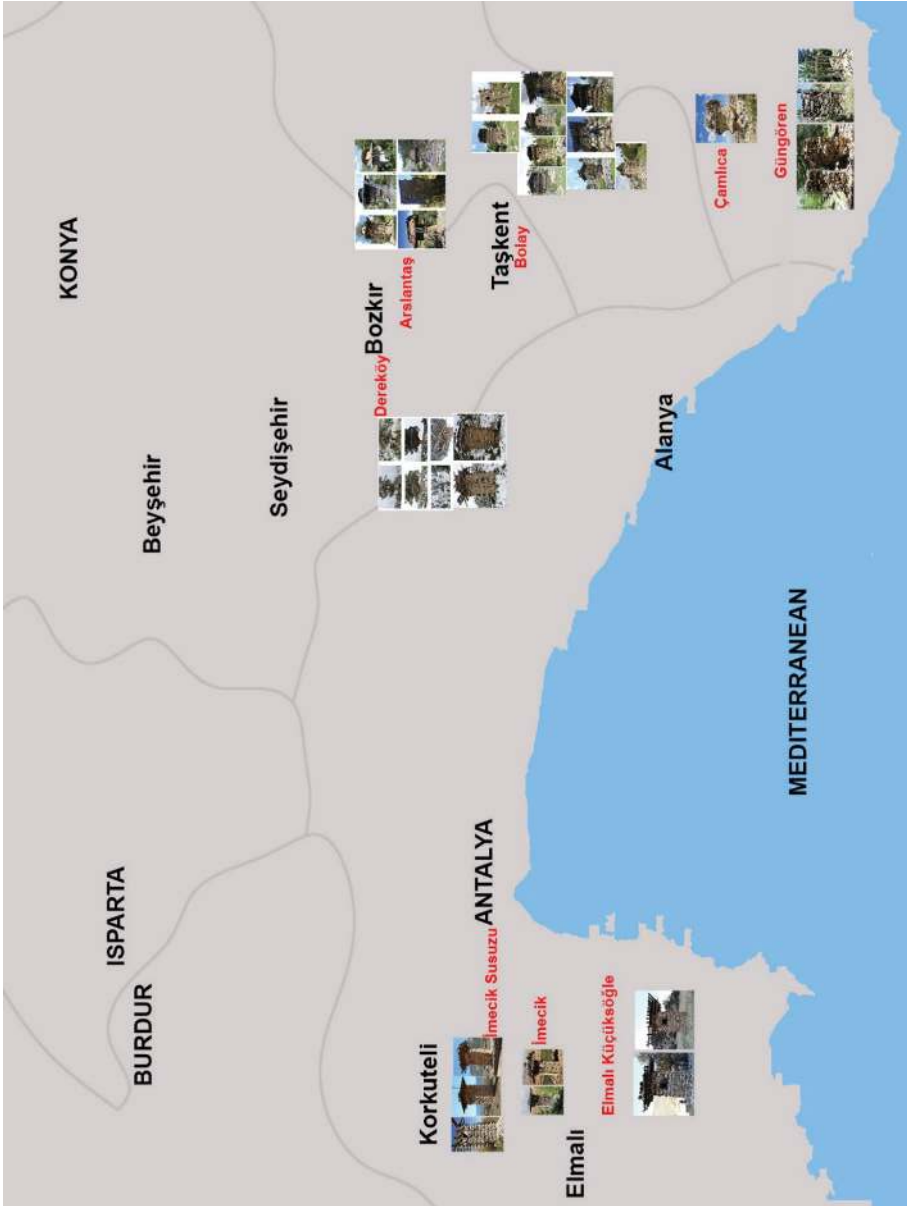 KONYA
Beyşehir
Seydişehir
ISPARTA
BURDUR
Dereköy
Bozkır
Arslantaş
Taşkent
Bolay
Korkuteli
İmecik Susuzu
ANTALYA
İmecik
Elmalı
Elmalı Küçüksöğle
Alanya
Çamlıca
Güngören
MEDITERRANEAN